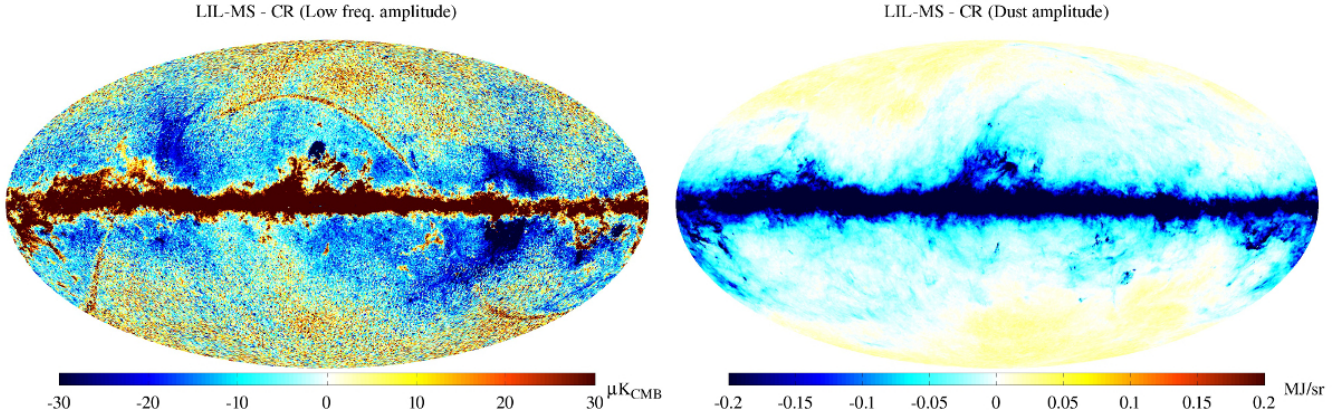 LIL-MS - CR (Low freq. amplitude)
LIL-MS - CR (Dust amplitude)
-30 -20 -10 0 10 20 30 μK_CMB
-0.2 -0.15 -0.1 -0.05 0 0.05 0.1 0.15 0.2 MJ/sr